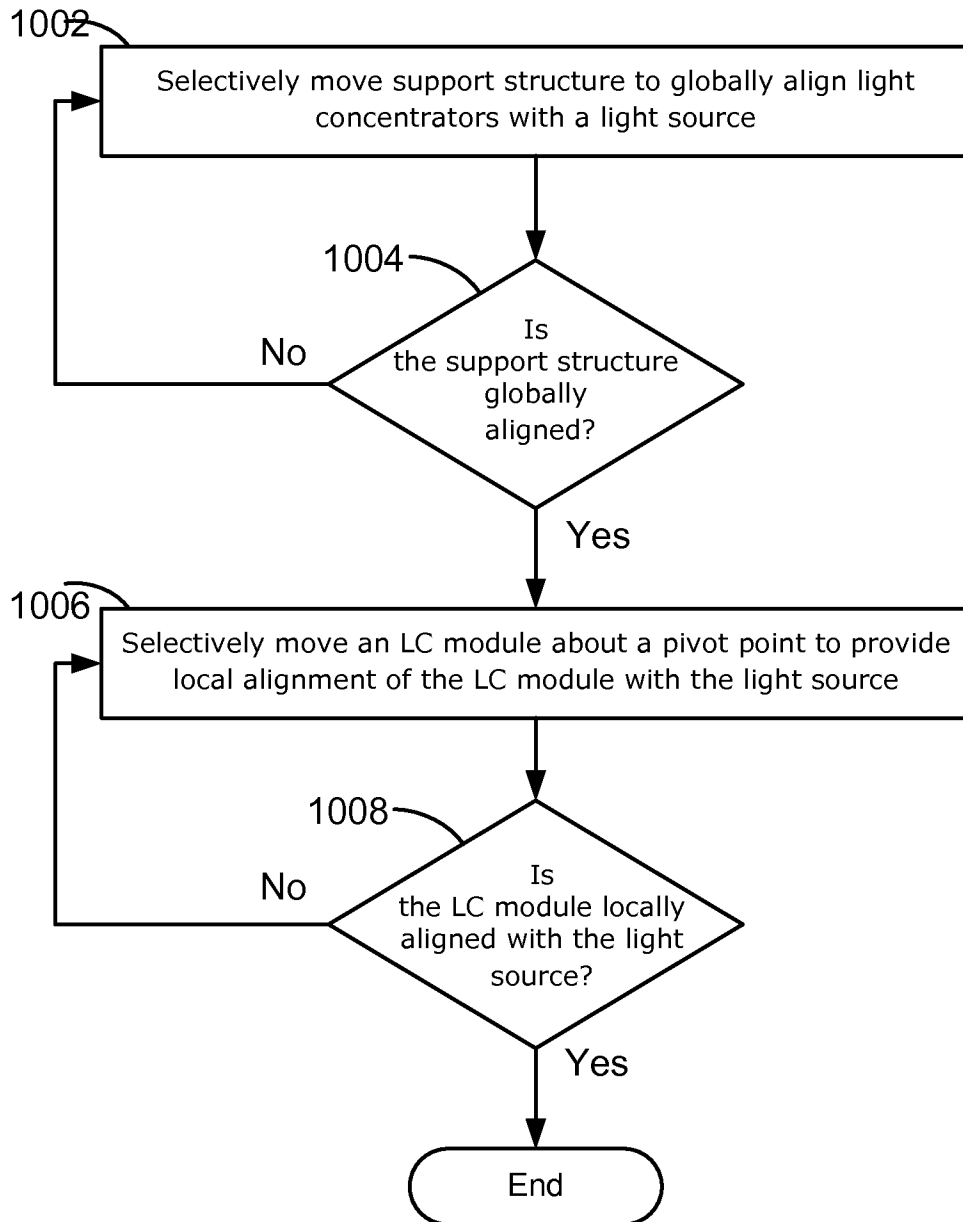 1002
Selectively move support structure to globally align light
concentrators with a light source
1004
Is
the support structure
globally
aligned?
No
Yes
1006
Selectively move an LC module about a pivot point to provide
local alignment of the LC module with the light source
1008
Is
the LC module locally
aligned with the light
source?
No
Yes
End